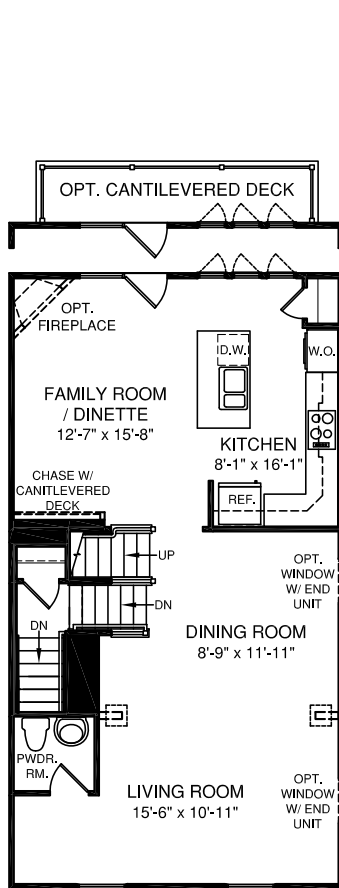 OPT. CANTILEVERED DECK
OPT.
FIREPLACE
D.W.
W.O.
FAMILY ROOM
/ DINETTE
12'-7" x 15'-8"
KITCHEN
8'-1" x 16'-1"
CHASE W/
CANITLEVERED
DECK
REF.
UP
OPT.
WINDOW
W/ END
UNIT
DN
DN
DINING ROOM
8'-9" x 11'-11"
PWDR.
RM.
LIVING ROOM
15'-6" x 10'-11"
OPT.
WINDOW
W/ END
UNIT